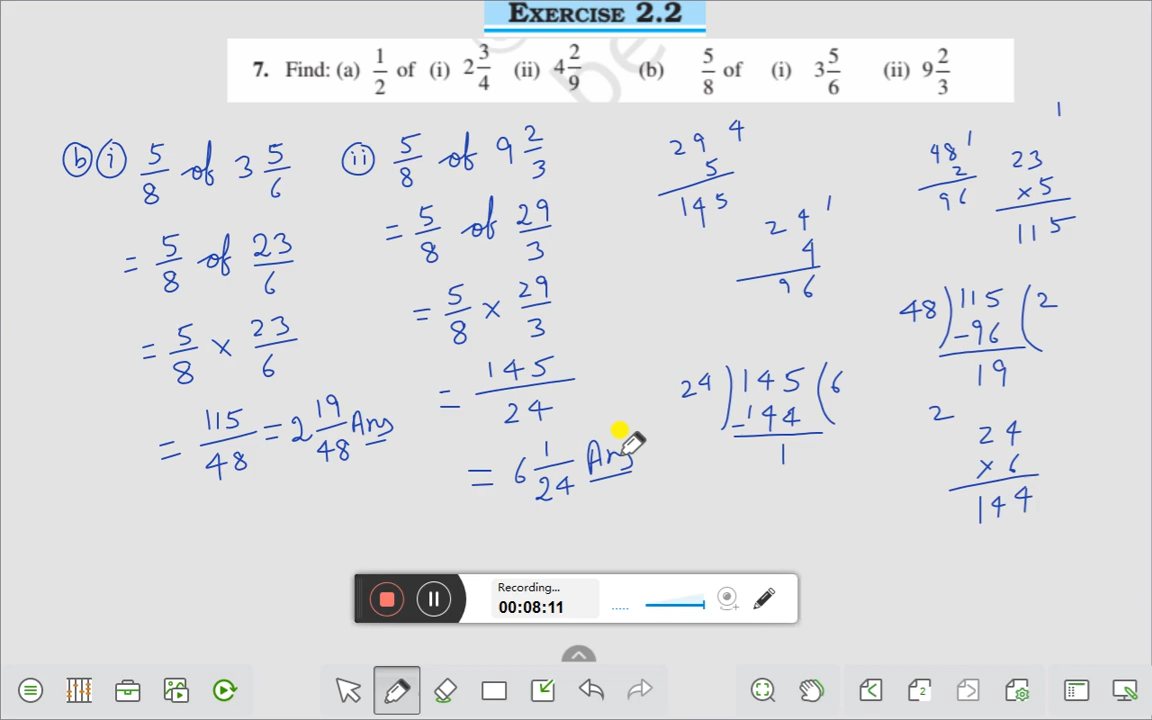 EXERCISE 2.2
7. Find: (a) 1/2 of (i) 2 3/4 (ii) 4 2/9 (b) 5/8 of (i) 3 5/6 (ii) 9 2/3
b i 5/8 of 3 5/6
= 5/8 of 23/6
= 5/8 × 23/6
= 115/48 = 2 19/48 Ans
ii 5/8 of 9 2/3
= 5/8 of 29/3
= 5/8 × 29/3
= 145/24
= 6 1/24 Ans
29 4
5
145
24 1
4
96
24)145(6
-144
1
48 1
2
96
1
23
×5
115
48)115(2
-96
19
2
24
×6
144
Recording...
00:08:11
2